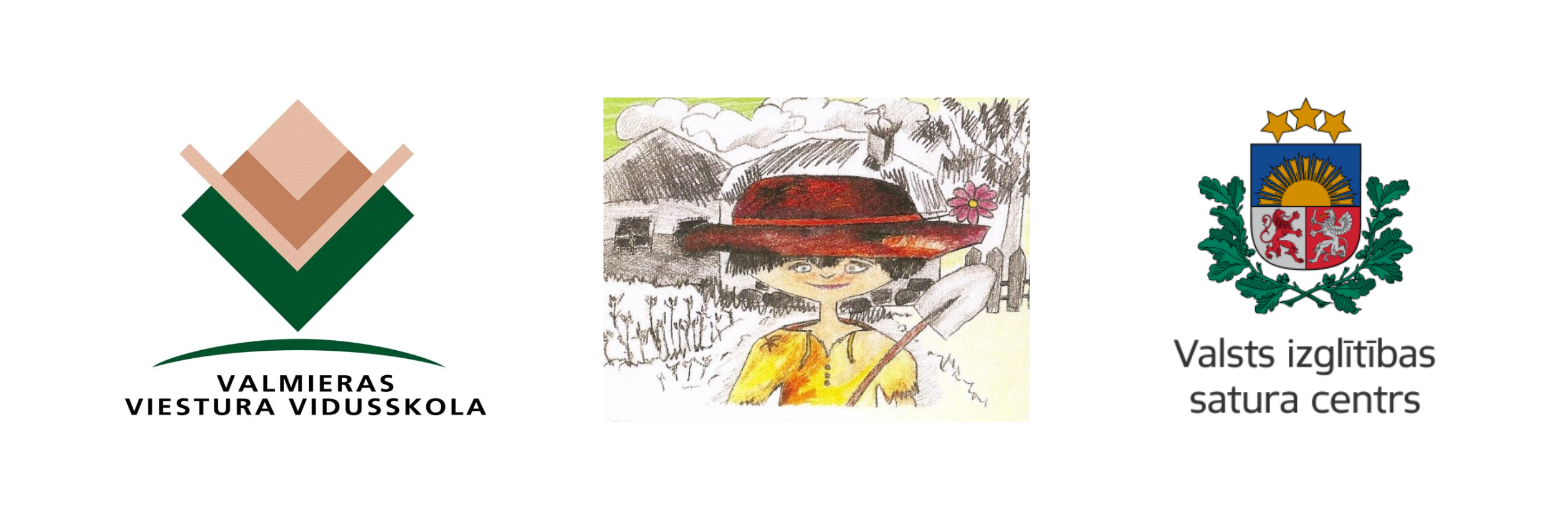 VALMIERAS
VIESTURA VIDUSSKOLA
Valsts izglītības
satura centrs